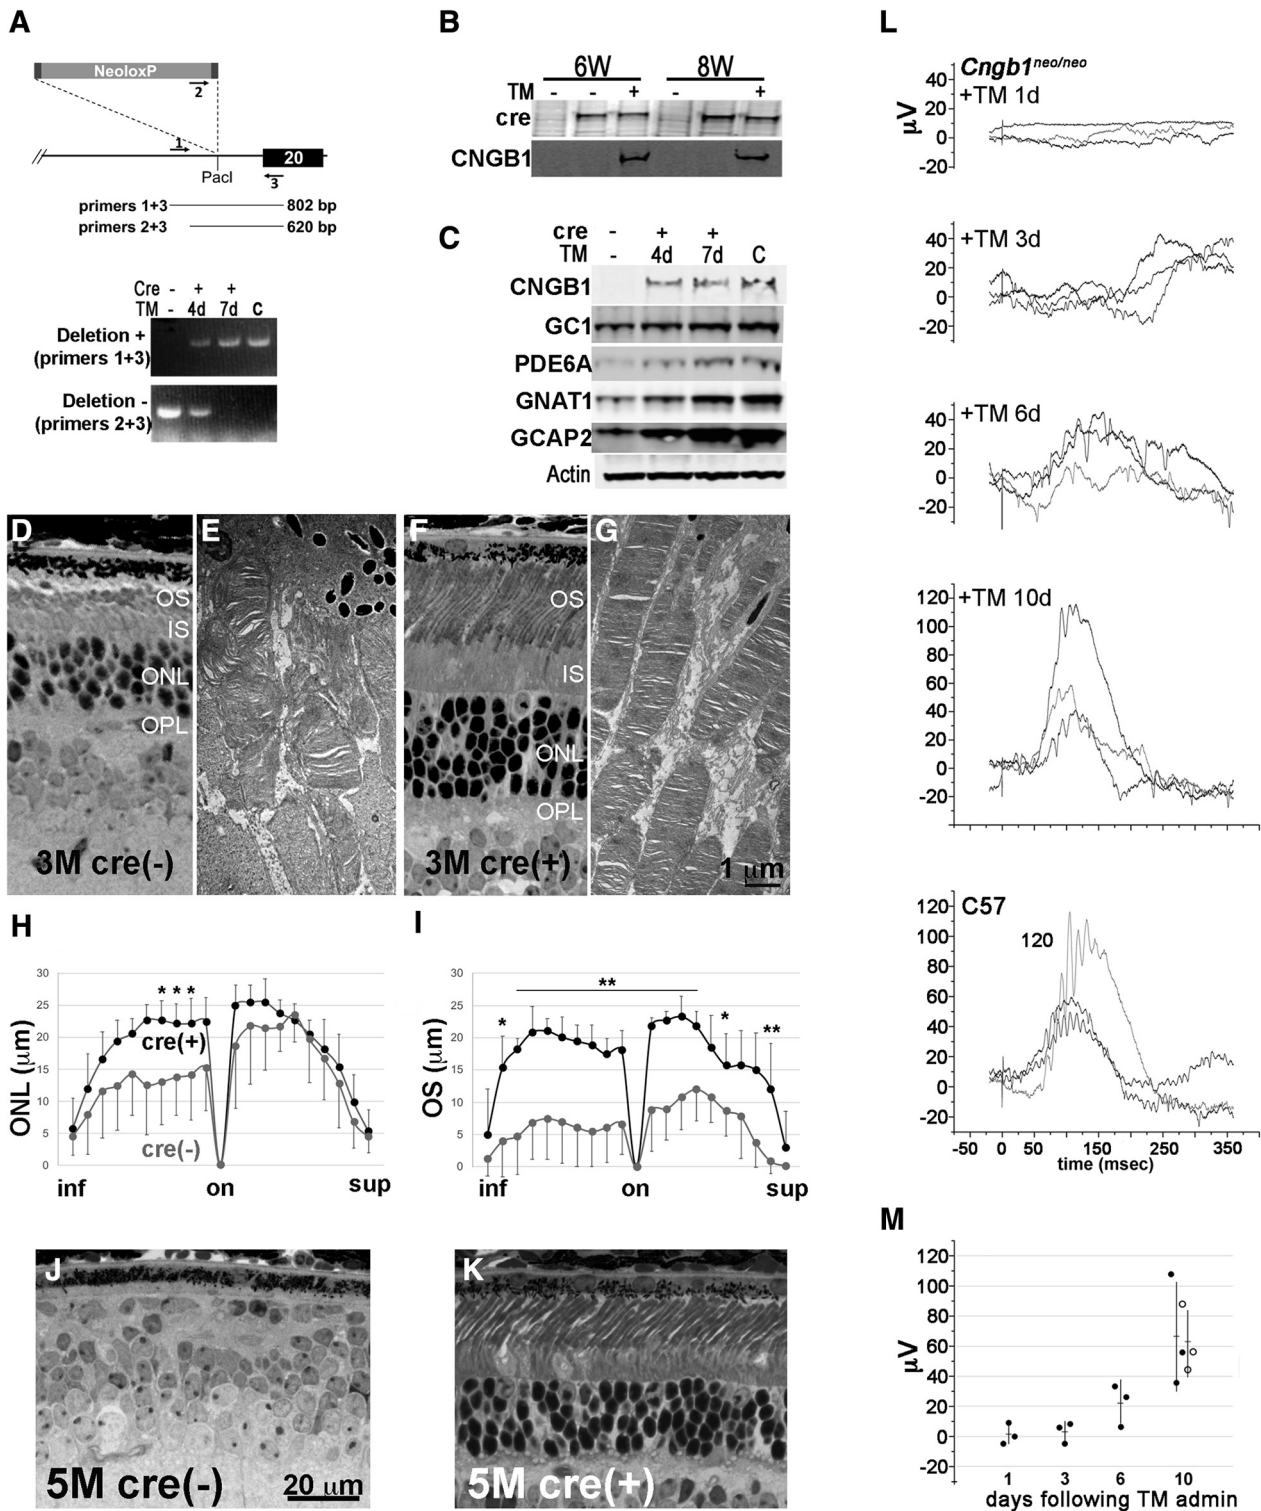 A
NeoloxP
2
1
20
PacI
3
primers 1+3 802 bp
primers 2+3 620 bp
Cre - + +
TM - 4d 7d C
Deletion +
(primers 1+3)
Deletion -
(primers 2+3)
B
6W 8W
TM - - + - +
cre
CNGB1
C
cre - + +
TM - 4d 7d C
CNGB1
GC1
PDE6A
GNAT1
GCAP2
Actin
D
OS
IS
ONL
OPL
3M cre(-)
E
F
OS
IS
ONL
OPL
3M cre(+)
G
1 µm
H
ONL (µm)
30
25
20
15
10
5
0
* * *
cre(+)
cre(-)
inf on sup
I
OS (µm)
30
25
20
15
10
5
0
* ** * **
inf on sup
J
5M cre(-)
20 µm
K
5M cre(+)
L
Cngb1neo/neo
+TM 1d
µV
40
20
0
-20
+TM 3d
40
20
0
-20
+TM 6d
40
20
0
-20
+TM 10d
120
100
80
60
40
20
0
-20
C57
120
120
100
80
60
40
20
0
-20
-50 0 50 150 250 350
time (msec)
M
µV
120
100
80
60
40
20
0
-20
1 3 6 10
days following TM admin